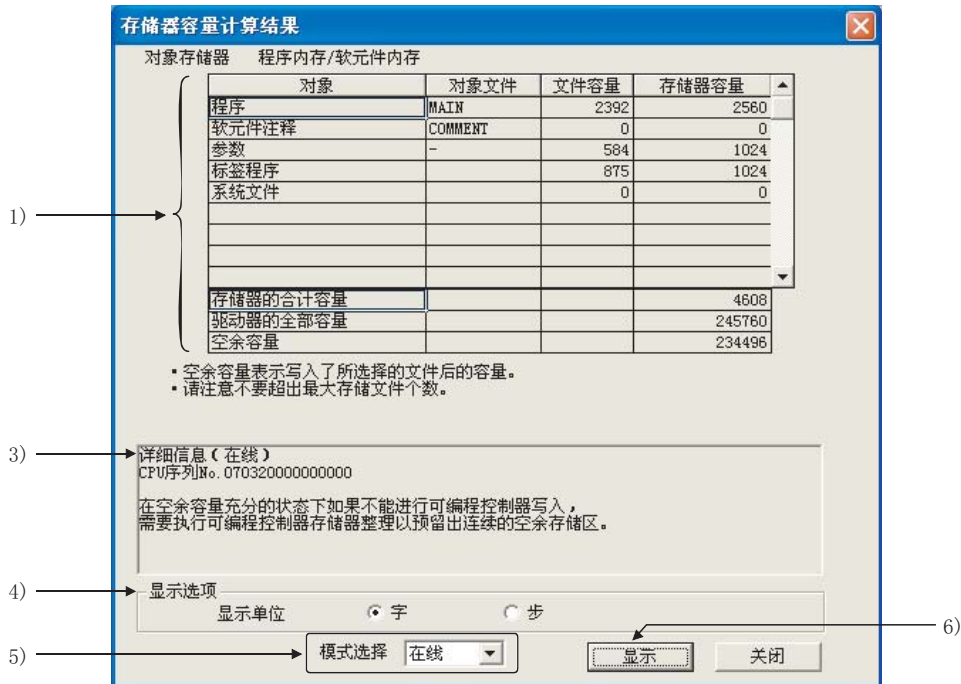 存储器容量计算结果
对象存储器 程序内存/软元件内存
对象 对象文件 文件容量 存储器容量
程序 MAIN 2392 2560
软元件注释 COMMENT 0 0
参数 - 584 1024
标签程序 875 1024
系统文件 0 0
1)
存储器的合计容量 4608
驱动器的全部容量 245760
空余容量 234496
▪空余容量表示写入了所选择的文件后的容量。
▪请注意不要超出最大存储文件个数。
3)
详细信息(在线)
CPU序列No.070320000000000
在空余容量充分的状态下如果不能进行可编程控制器写入,
需要执行可编程控制器存储器整理以预留出连续的空余存储区。
4)
显示选项
显示单位 字 步
6)
5)
模式选择 在线 显示 关闭